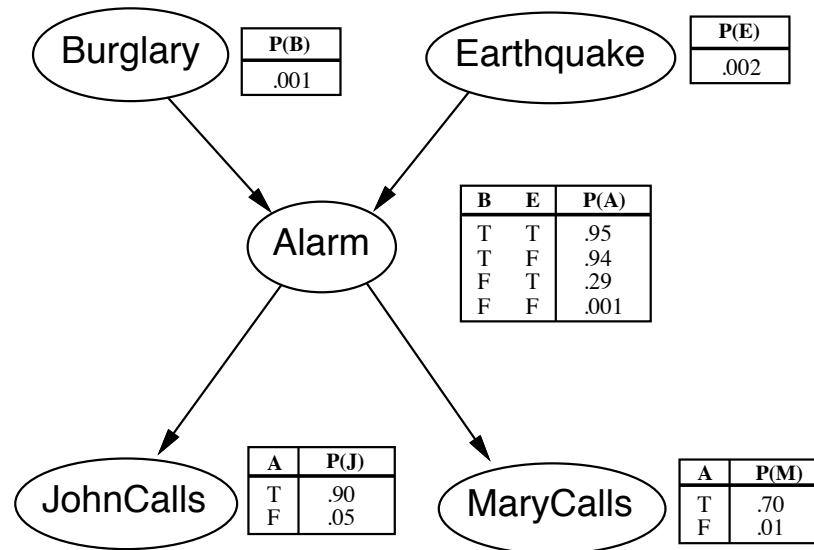 Burglary
P(B)
.001
Earthquake
P(E)
.002
Alarm
B E P(A)
T T .95
T F .94
F T .29
F F .001
JohnCalls
A P(J)
T .90
F .05
MaryCalls
A P(M)
T .70
F .01